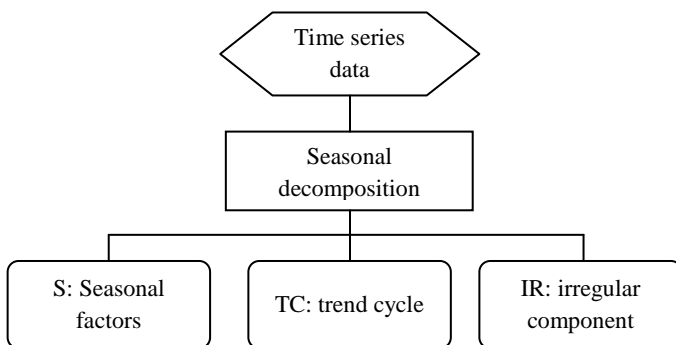 Time series
data
Seasonal
decomposition
S: Seasonal
factors
TC: trend cycle
IR: irregular
component